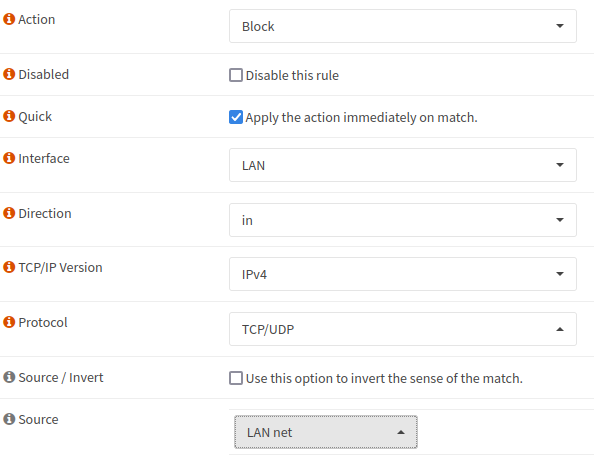 Action
Block
Disabled
Disable this rule
Quick
Apply the action immediately on match.
Interface
LAN
Direction
in
TCP/IP Version
IPv4
Protocol
TCP/UDP
Source / Invert
Use this option to invert the sense of the match.
Source
LAN net